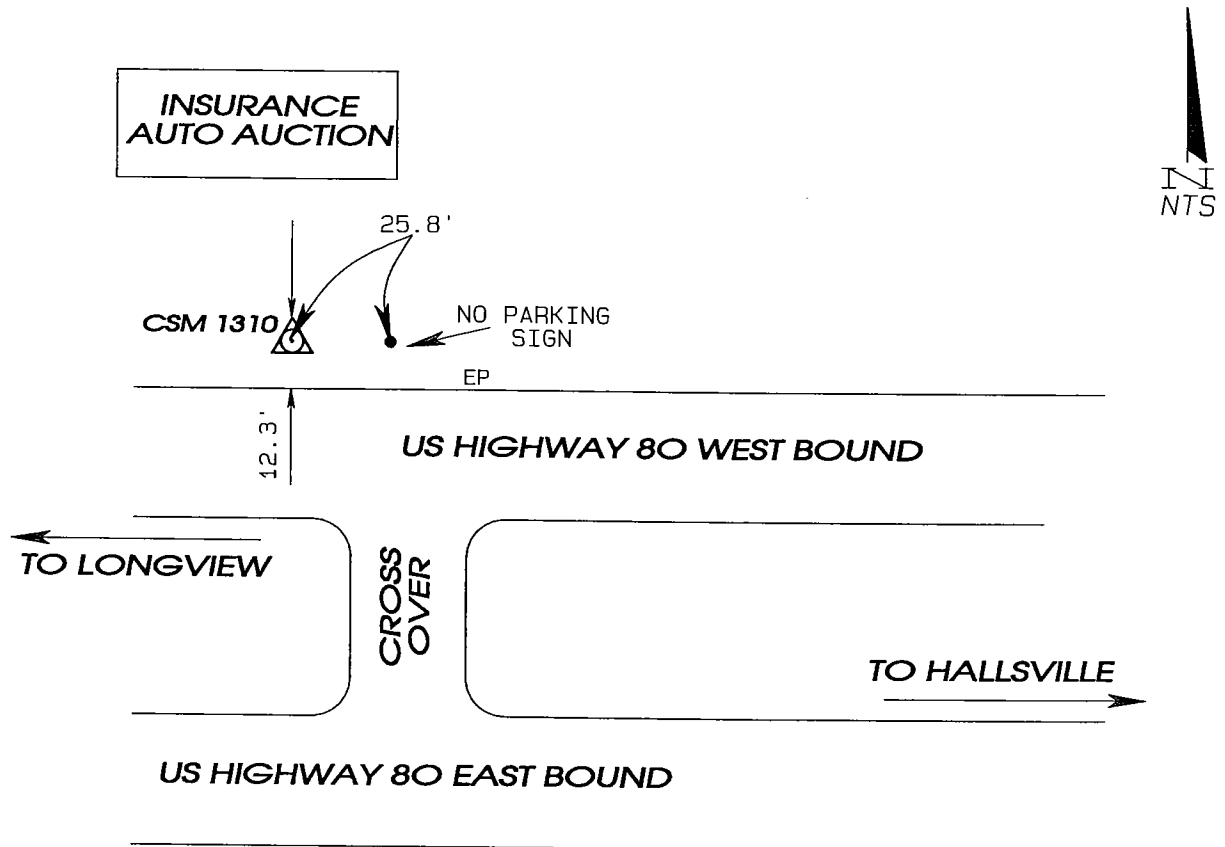 INSURANCE
AUTO AUCTION
N
NTS
25.8'
CSM 1310
NO PARKING
SIGN
EP
12.3'
US HIGHWAY 80 WEST BOUND
TO LONGVIEW
CROSS
OVER
TO HALLSVILLE
US HIGHWAY 80 EAST BOUND